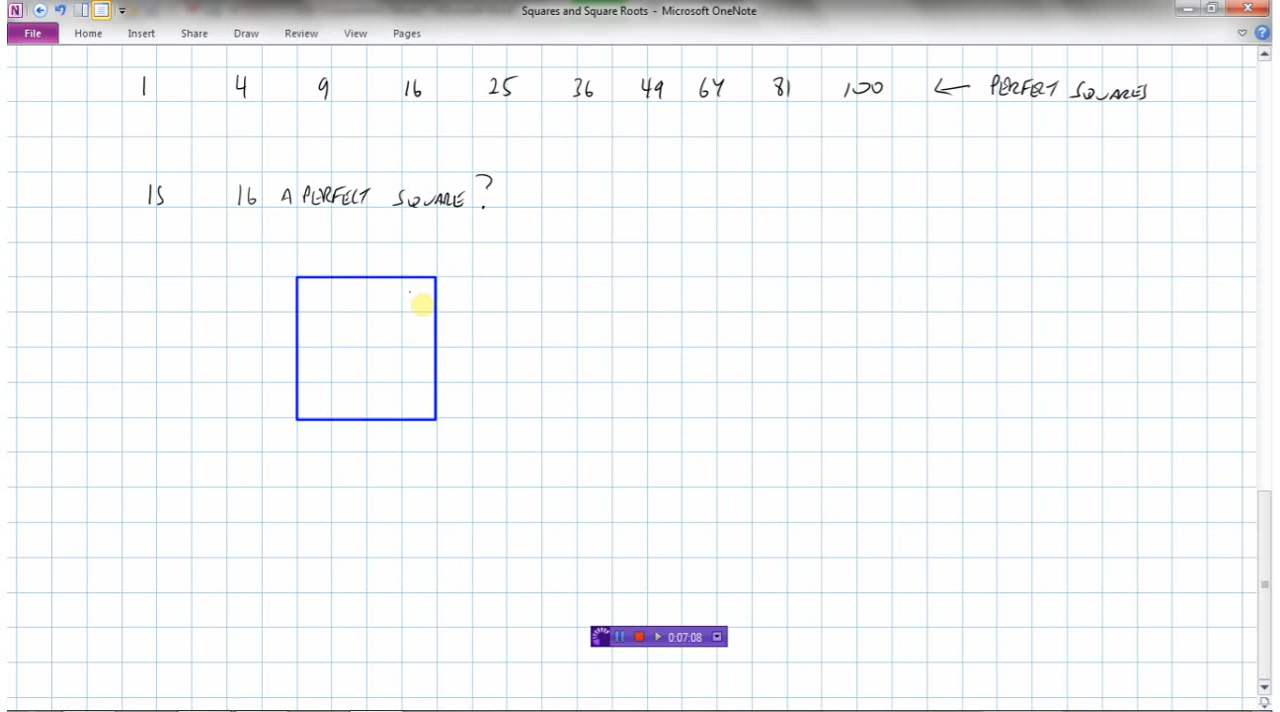 Squares and Square Roots - Microsoft OneNote
File Home Insert Share Draw Review View Pages
1 4 9 16 25 36 49 64 81 100 ← PERFECT SQUARES
IS 16 A PERFECT SQUARE?
0:07:08